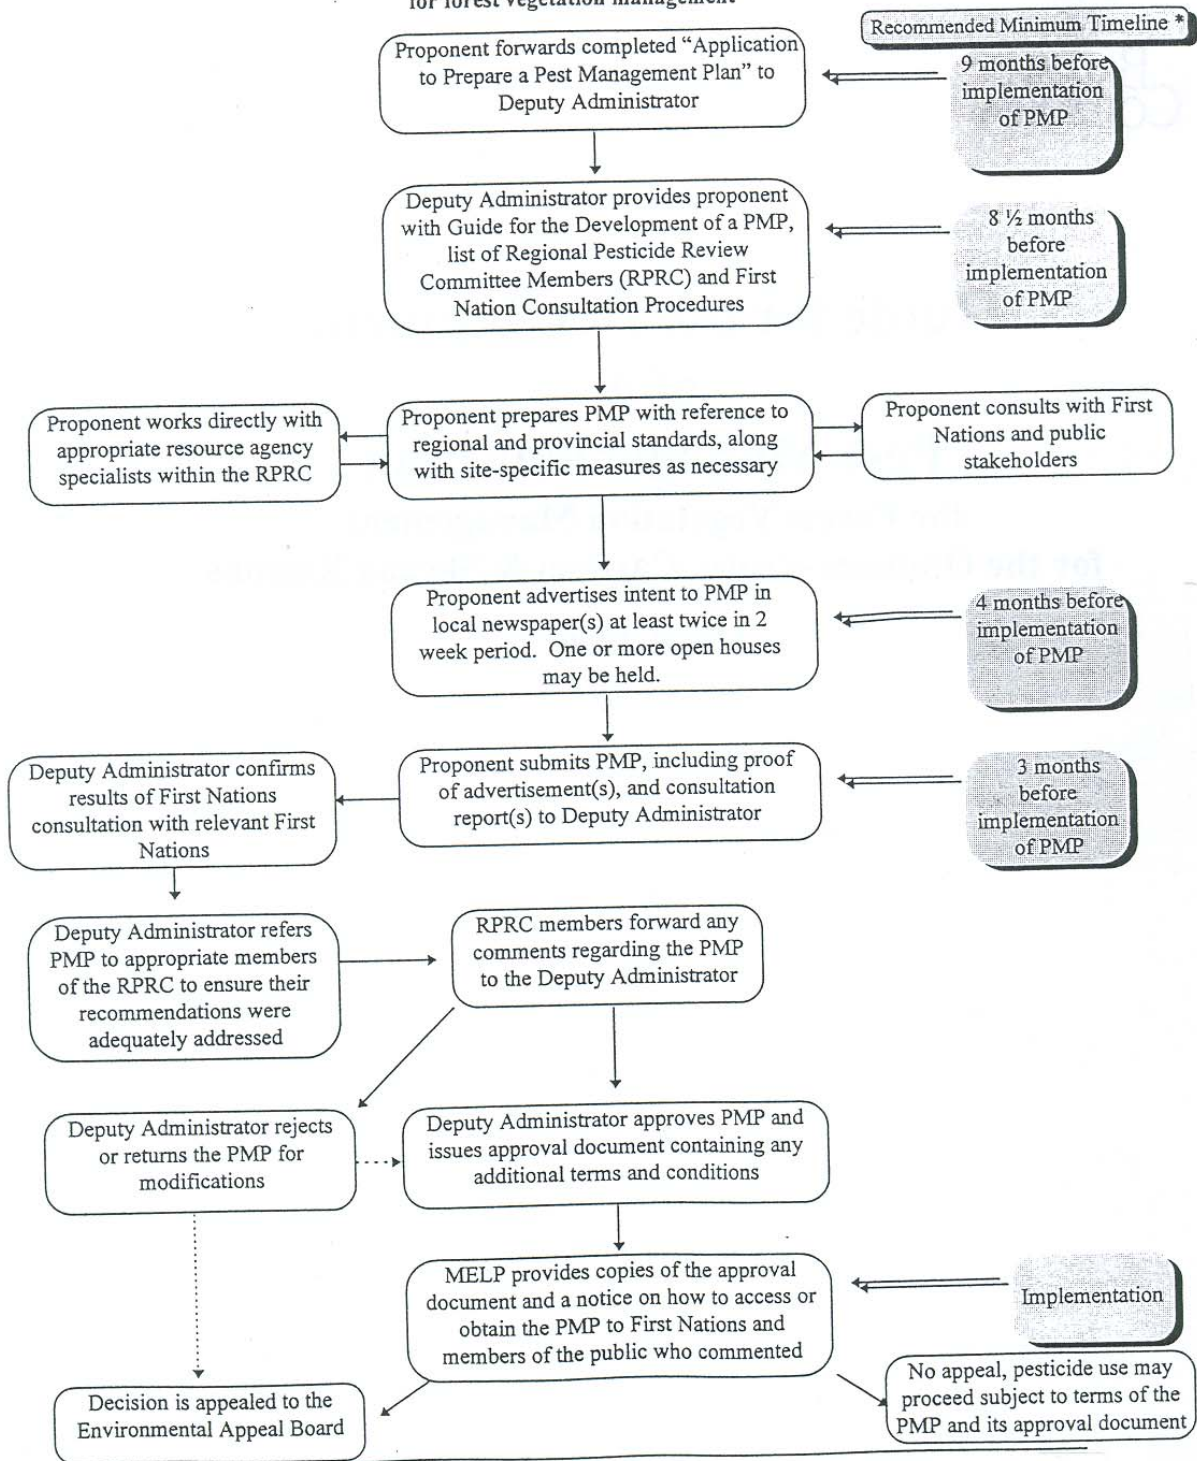 for forest vegetation management
Recommended Minimum Timeline *
Proponent forwards completed “Application
to Prepare a Pest Management Plan” to
Deputy Administrator
9 months before
implementation
of PMP
Deputy Administrator provides proponent
with Guide for the Development of a PMP,
list of Regional Pesticide Review
Committee Members (RPRC) and First
Nation Consultation Procedures
8 ½ months
before
implementation
of PMP
Proponent works directly with
appropriate resource agency
specialists within the RPRC
Proponent prepares PMP with reference to
regional and provincial standards, along
with site-specific measures as necessary
Proponent consults with First
Nations and public
stakeholders
Proponent advertises intent to PMP in
local newspaper(s) at least twice in 2
week period. One or more open houses
may be held.
4 months before
implementation
of PMP
Deputy Administrator confirms
results of First Nations
consultation with relevant First
Nations
Proponent submits PMP, including proof
of advertisement(s), and consultation
report(s) to Deputy Administrator
3 months
before
implementation
of PMP
Deputy Administrator refers
PMP to appropriate members
of the RPRC to ensure their
recommendations were
adequately addressed
RPRC members forward any
comments regarding the PMP
to the Deputy Administrator
Deputy Administrator rejects
or returns the PMP for
modifications
Deputy Administrator approves PMP and
issues approval document containing any
additional terms and conditions
MELP provides copies of the approval
document and a notice on how to access or
obtain the PMP to First Nations and
members of the public who commented
Implementation
Decision is appealed to the
Environmental Appeal Board
No appeal, pesticide use may
proceed subject to terms of the
PMP and its approval document